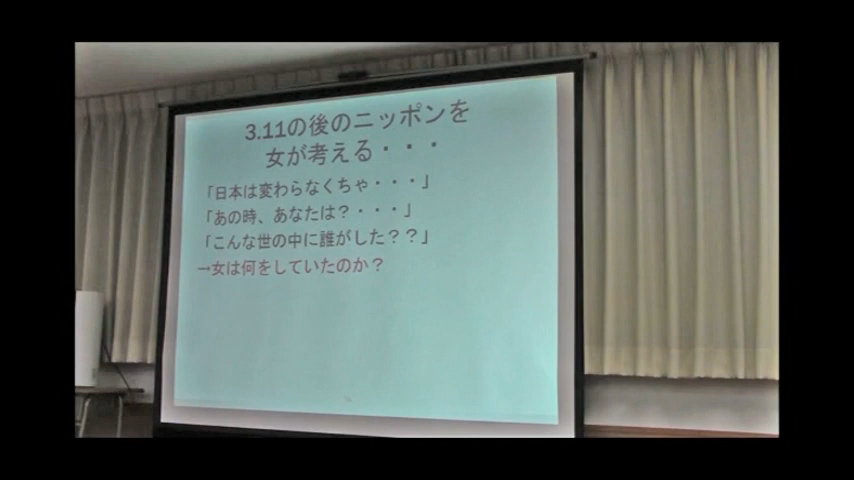 3.11の後のニッポンを
女が考える・・・
「日本は変わらなくちゃ・・・」
「あの時、あなたは？・・・」
「こんな世の中に誰がした？？」
→女は何をしていたのか？